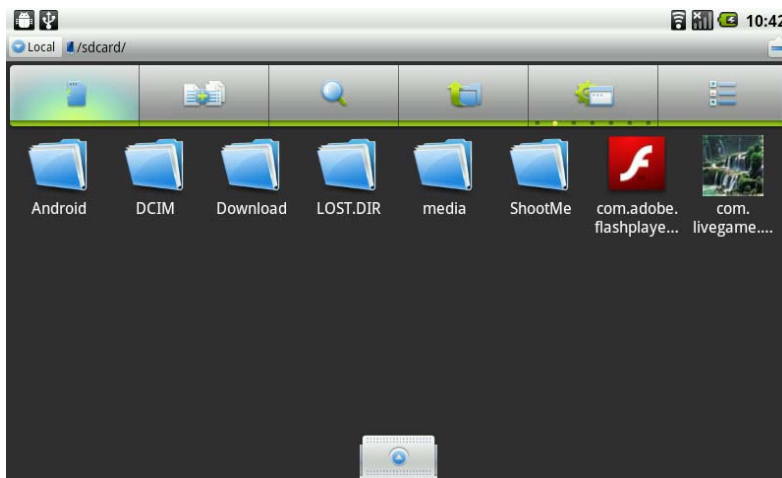 10:42
Local /sdcard/
Android
DCIM
Download
LOST.DIR
media
ShootMe
com.adobe.
flashplaye...
com.
livegame....